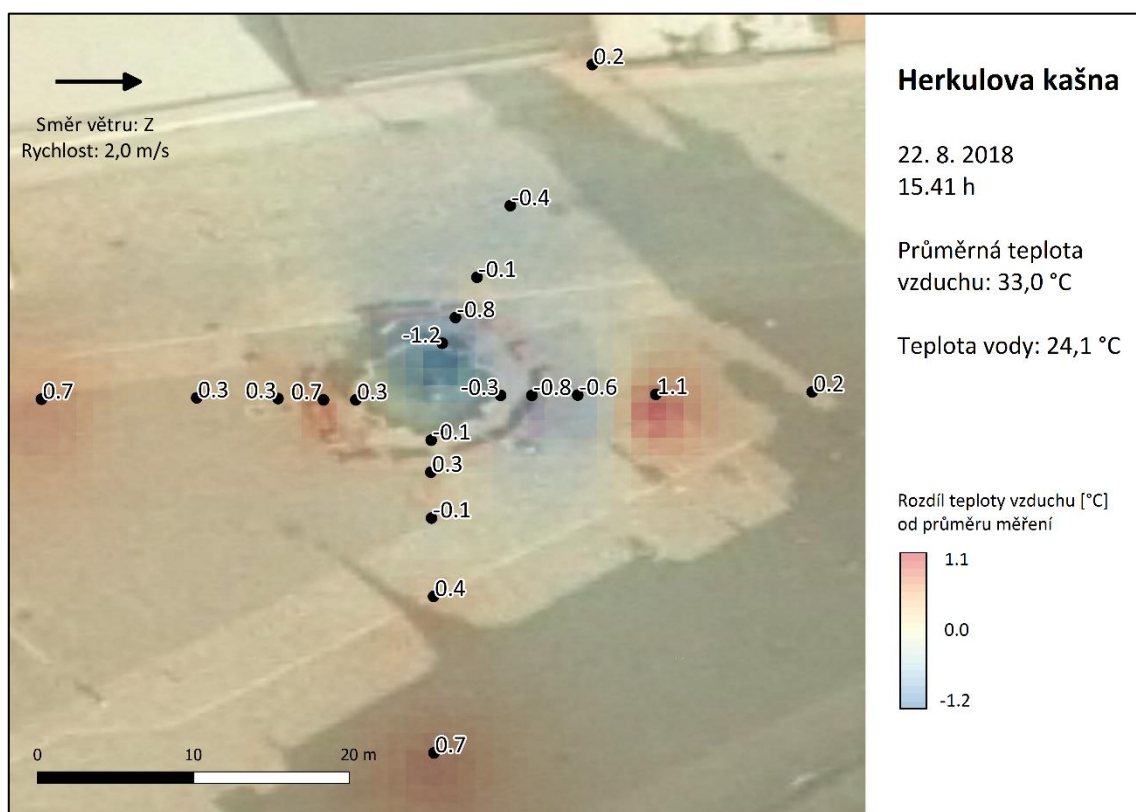 Směr větru: Z
Rychlost: 2,0 m/s
0.2
-0.4
-0.1
-0.8
-1.2
0.7
0.3
0.3
0.7
0.3
-0.3
-0.8
-0.6
1.1
0.2
-0.1
0.3
-0.1
0.4
0.7
0 10 20 m
Herkulova kašna
22. 8. 2018
15.41 h
Průměrná teplota
vzduchu: 33,0 °C
Teplota vody: 24,1 °C
Rozdíl teploty vzduchu [°C]
od průměru měření
1.1
0.0
-1.2